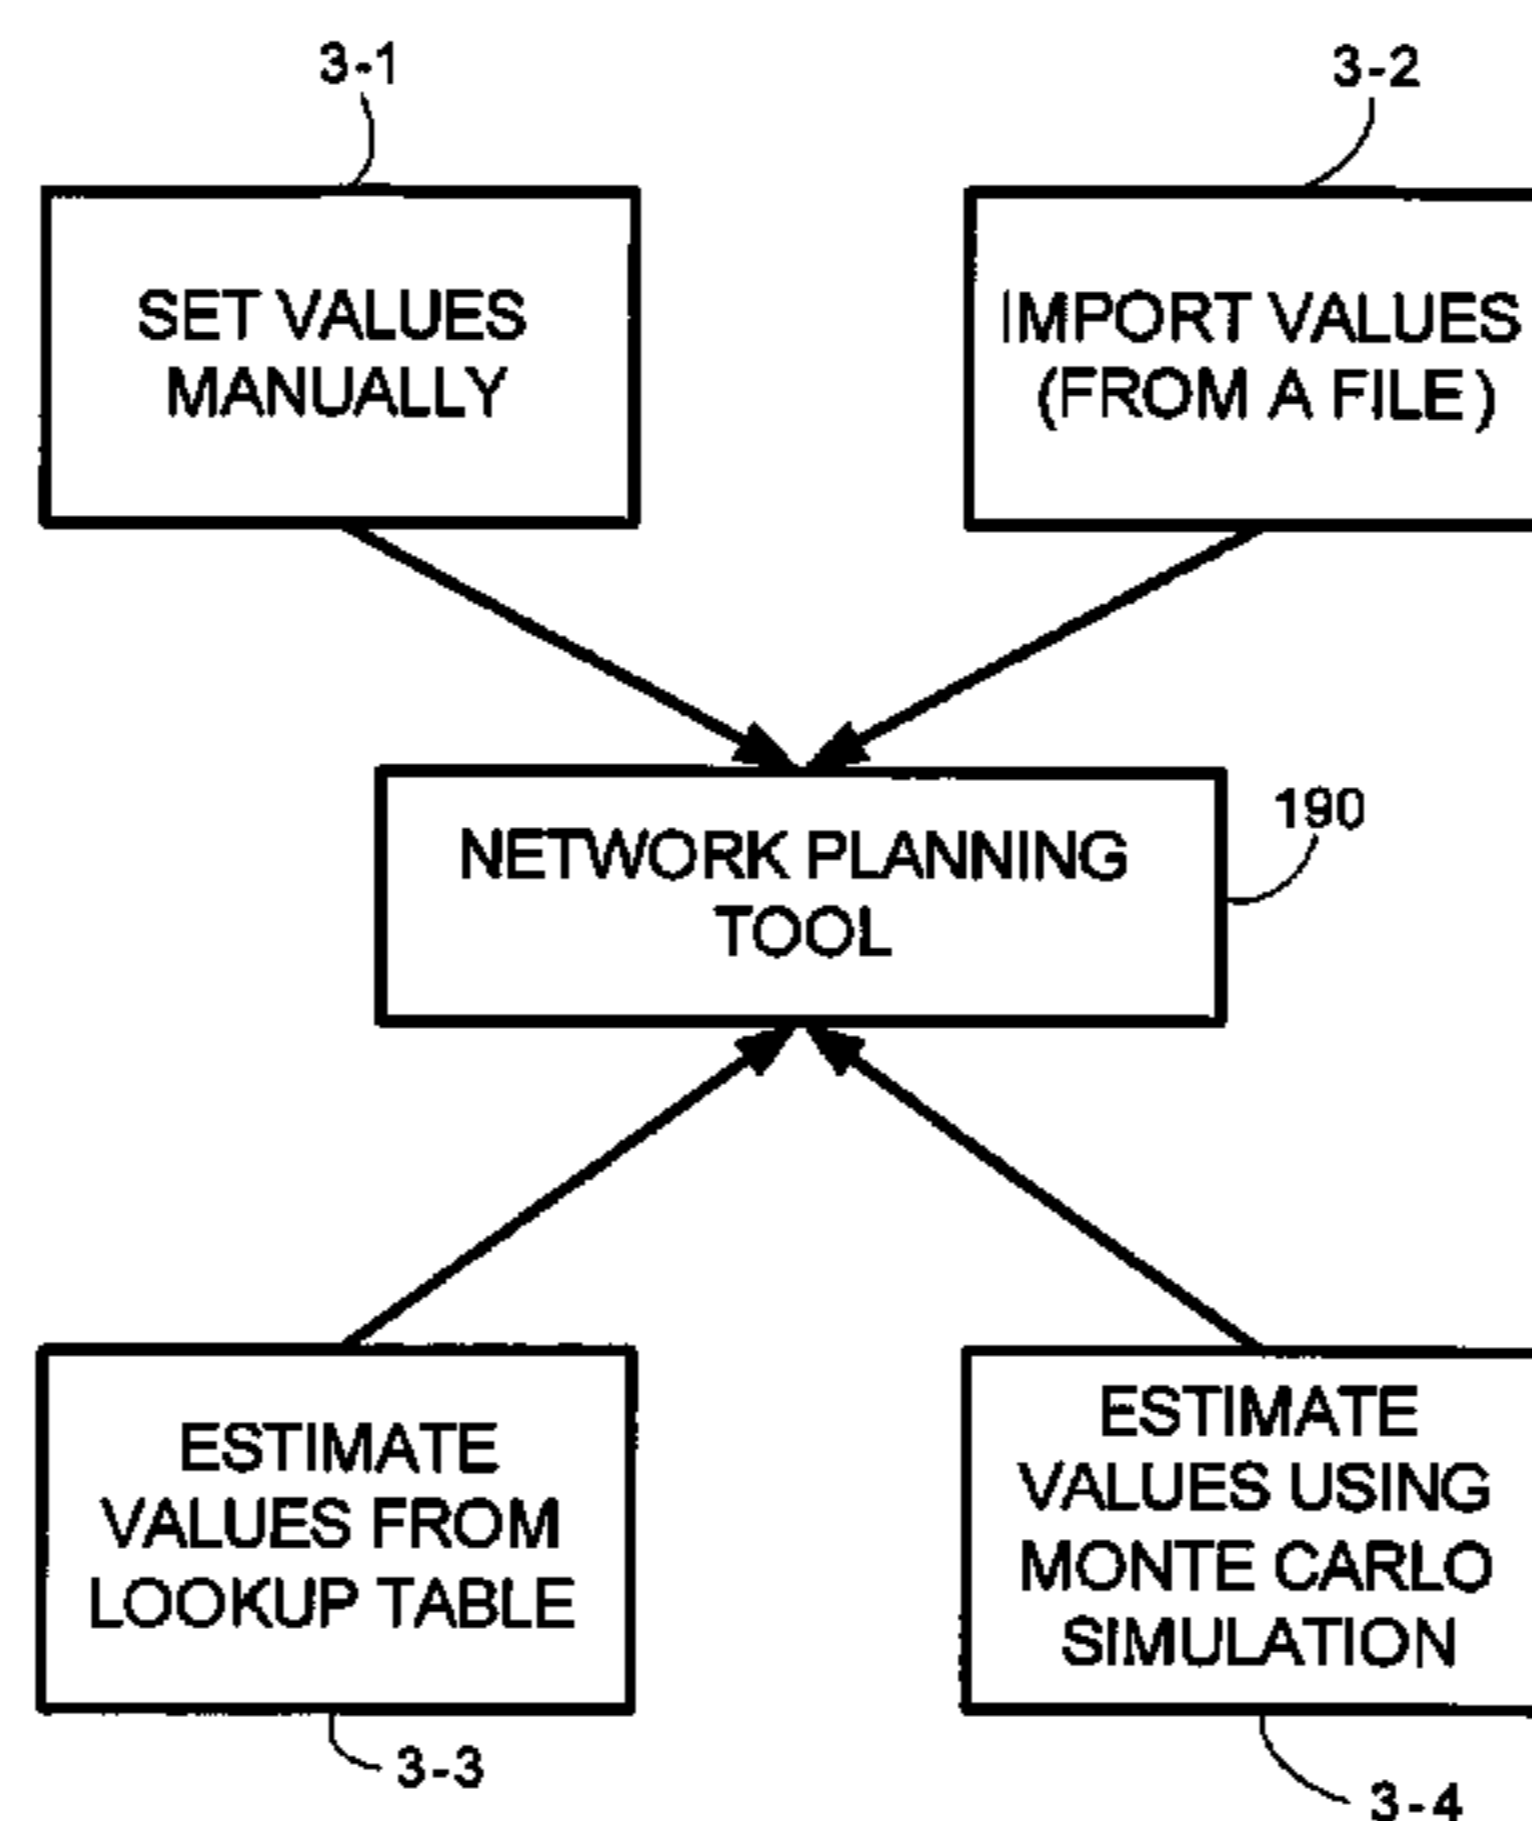 3-1
3-2
SET VALUES
MANUALLY
IMPORT VALUES
(FROM A FILE)
NETWORK PLANNING
TOOL
190
ESTIMATE
VALUES FROM
LOOKUP TABLE
ESTIMATE
VALUES USING
MONTE CARLO
SIMULATION
3-3
3-4